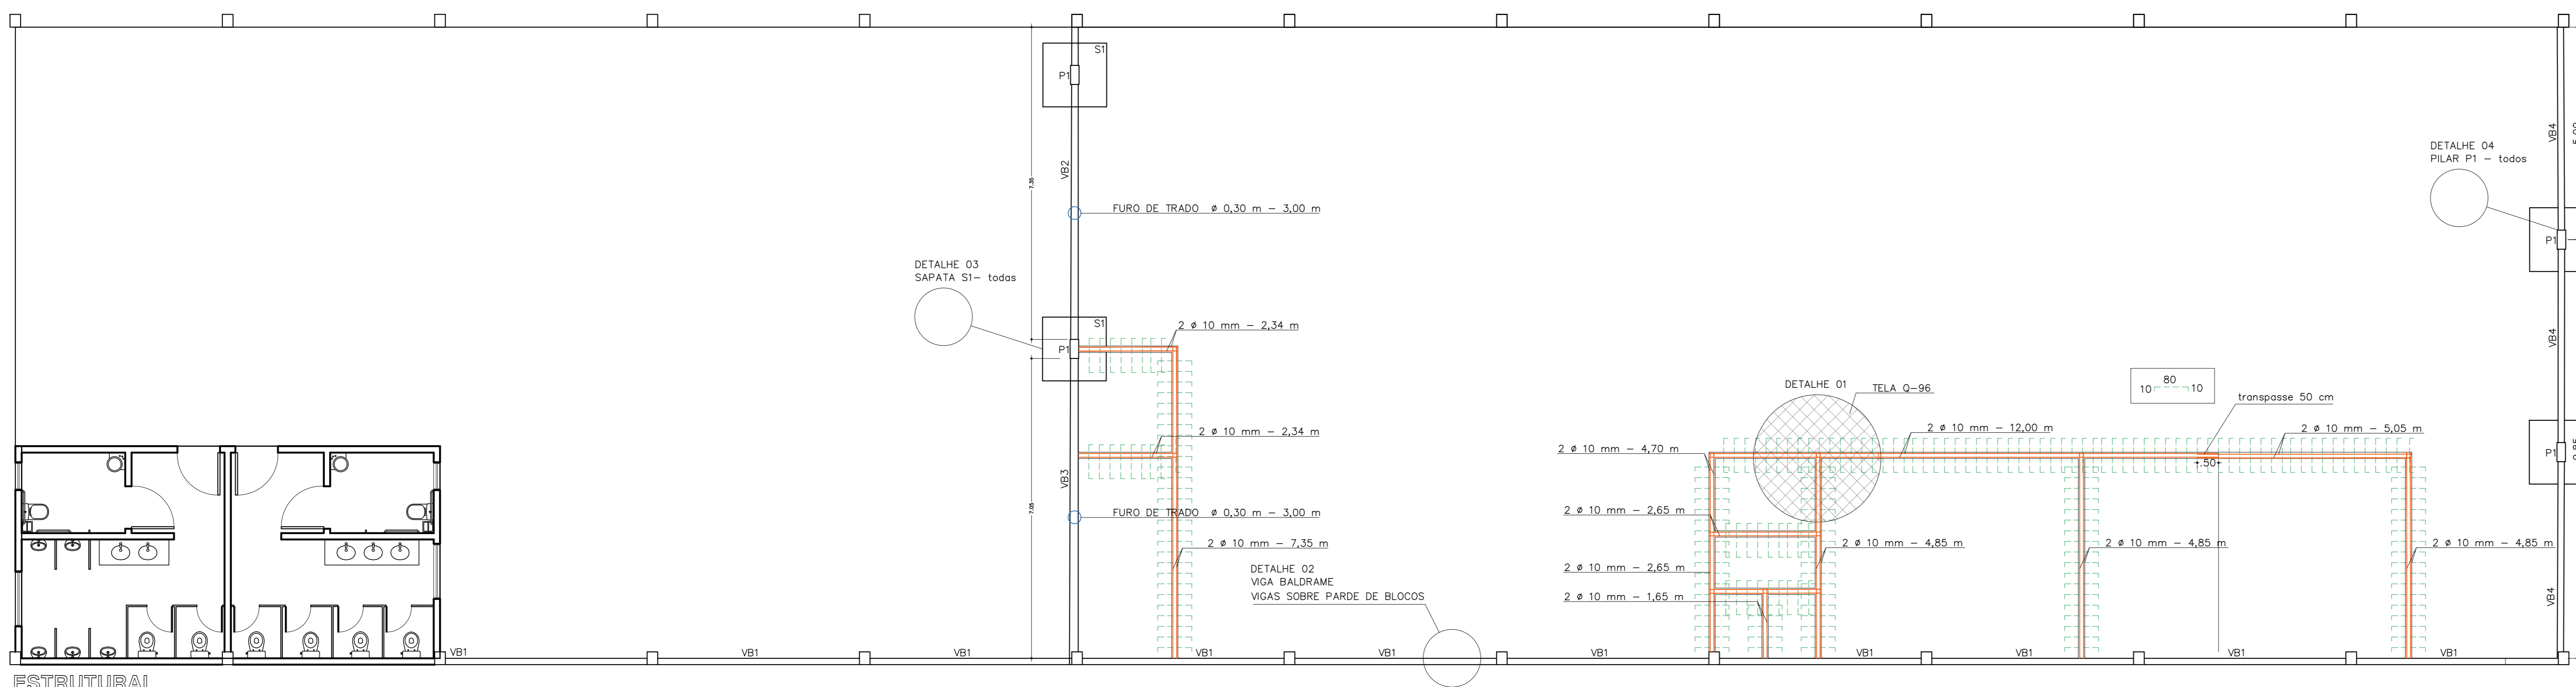 S1
P1
VB2
7.35
FURO DE TRADO ø 0,30 m – 3,00 m
DETALHE 03
SAPATA S1– todas
S1
P1
2 ø 10 mm – 2,34 m
2 ø 10 mm – 2,34 m
VB3
7.05
FURO DE TRADO ø 0,30 m – 3,00 m
2 ø 10 mm – 7,35 m
DETALHE 02
VIGA BALDRAME
VIGAS SOBRE PARDE DE BLOCOS
DETALHE 01
TELA Q–96
2 ø 10 mm – 4,70 m
2 ø 10 mm – 12,00 m
80
10
10
transpasse 50 cm
2 ø 10 mm – 5,05 m
.50
2 ø 10 mm – 2,65 m
2 ø 10 mm – 4,85 m
2 ø 10 mm – 4,85 m
2 ø 10 mm – 4,85 m
2 ø 10 mm – 2,65 m
2 ø 10 mm – 1,65 m
DETALHE 04
PILAR P1 – todos
VB4
P1
VB4
P1
VB4
VB1
VB1
VB1
VB1
VB1
VB1
VB1
VB1
VB1
VB1
ESTRUTURAL